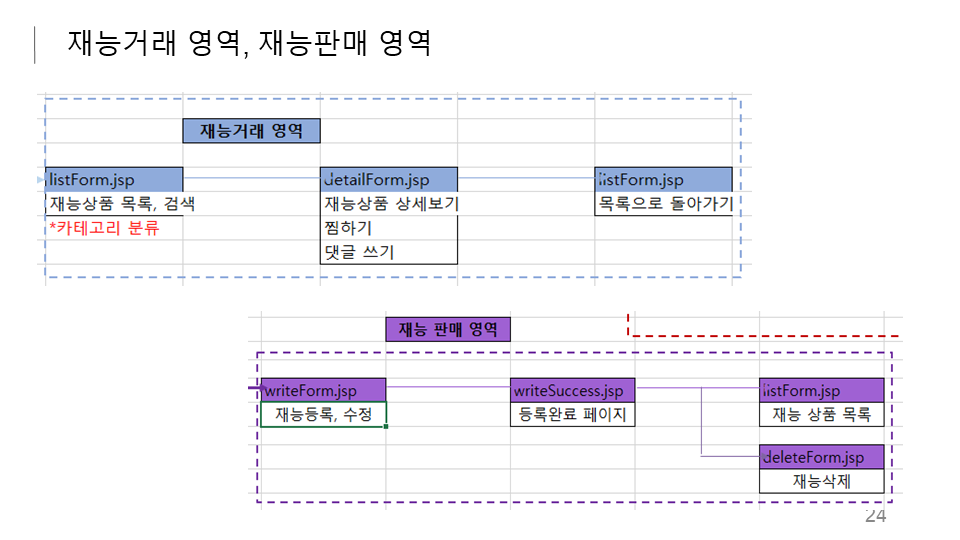 재능거래 영역, 재능판매 영역
재능거래 영역
listForm.jsp
재능상품 목록, 검색
*카테고리 분류
detailForm.jsp
재능상품 상세보기
찜하기
댓글 쓰기
listForm.jsp
목록으로 돌아가기
재능 판매 영역
writeForm.jsp
재능등록, 수정
writeSuccess.jsp
등록완료 페이지
listForm.jsp
재능 상품 목록
deleteForm.jsp
재능삭제
24